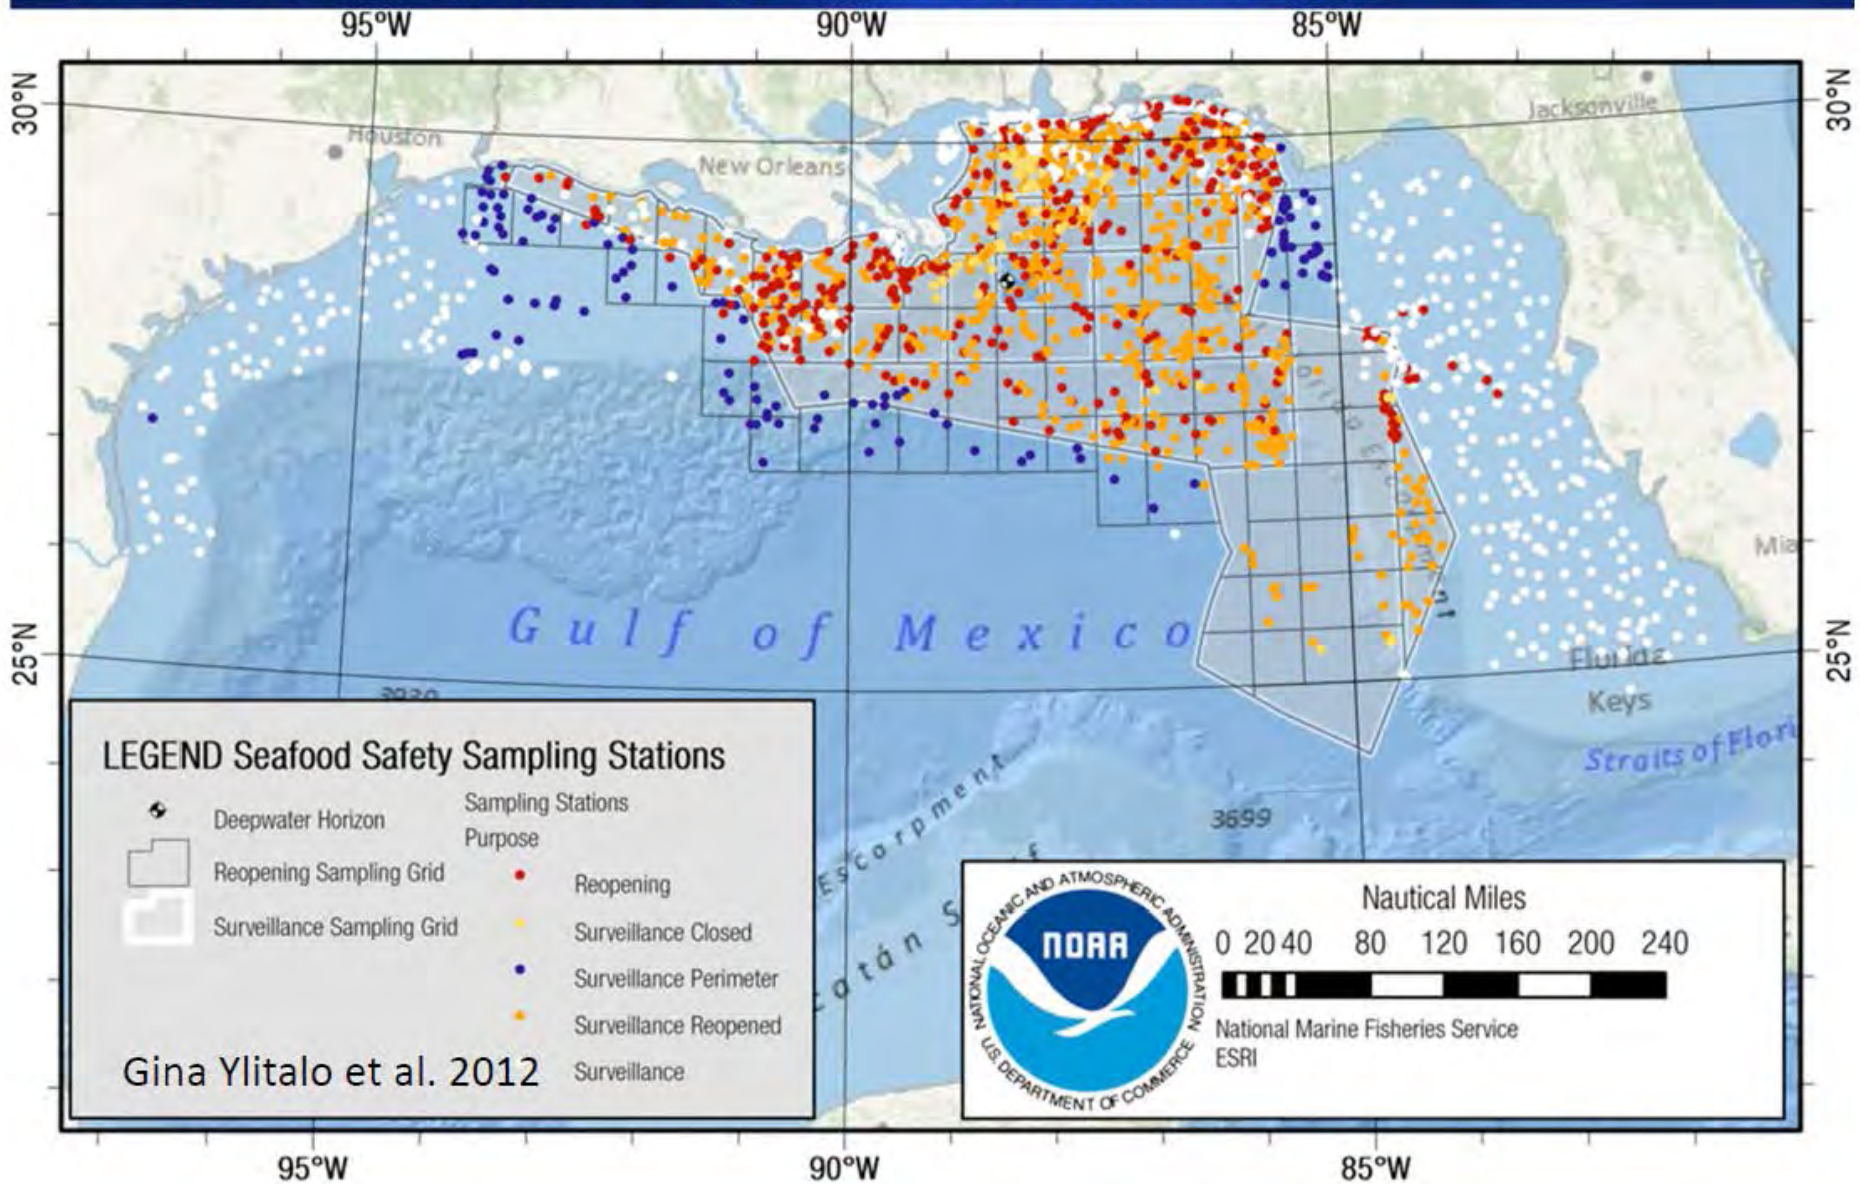 95°W 90°W 85°W
30°N
30°N
Houston
Jacksonville
New Orleans
Mia
Gulf of Mexico
25°N
25°N
Florida
Keys
3930
Straits of Flori
Escarpment
3699
catán S
LEGEND Seafood Safety Sampling Stations
Deepwater Horizon
Reopening Sampling Grid
Surveillance Sampling Grid
Sampling Stations
Purpose
Reopening
Surveillance Closed
Surveillance Perimeter
Surveillance Reopened
Surveillance
Gina Ylitalo et al. 2012
NATIONAL OCEANIC AND ATMOSPHERIC ADMINISTRATION
NOAA
U.S. DEPARTMENT OF COMMERCE
Nautical Miles
0 20 40 80 120 160 200 240
National Marine Fisheries Service
ESRI
95°W 90°W 85°W